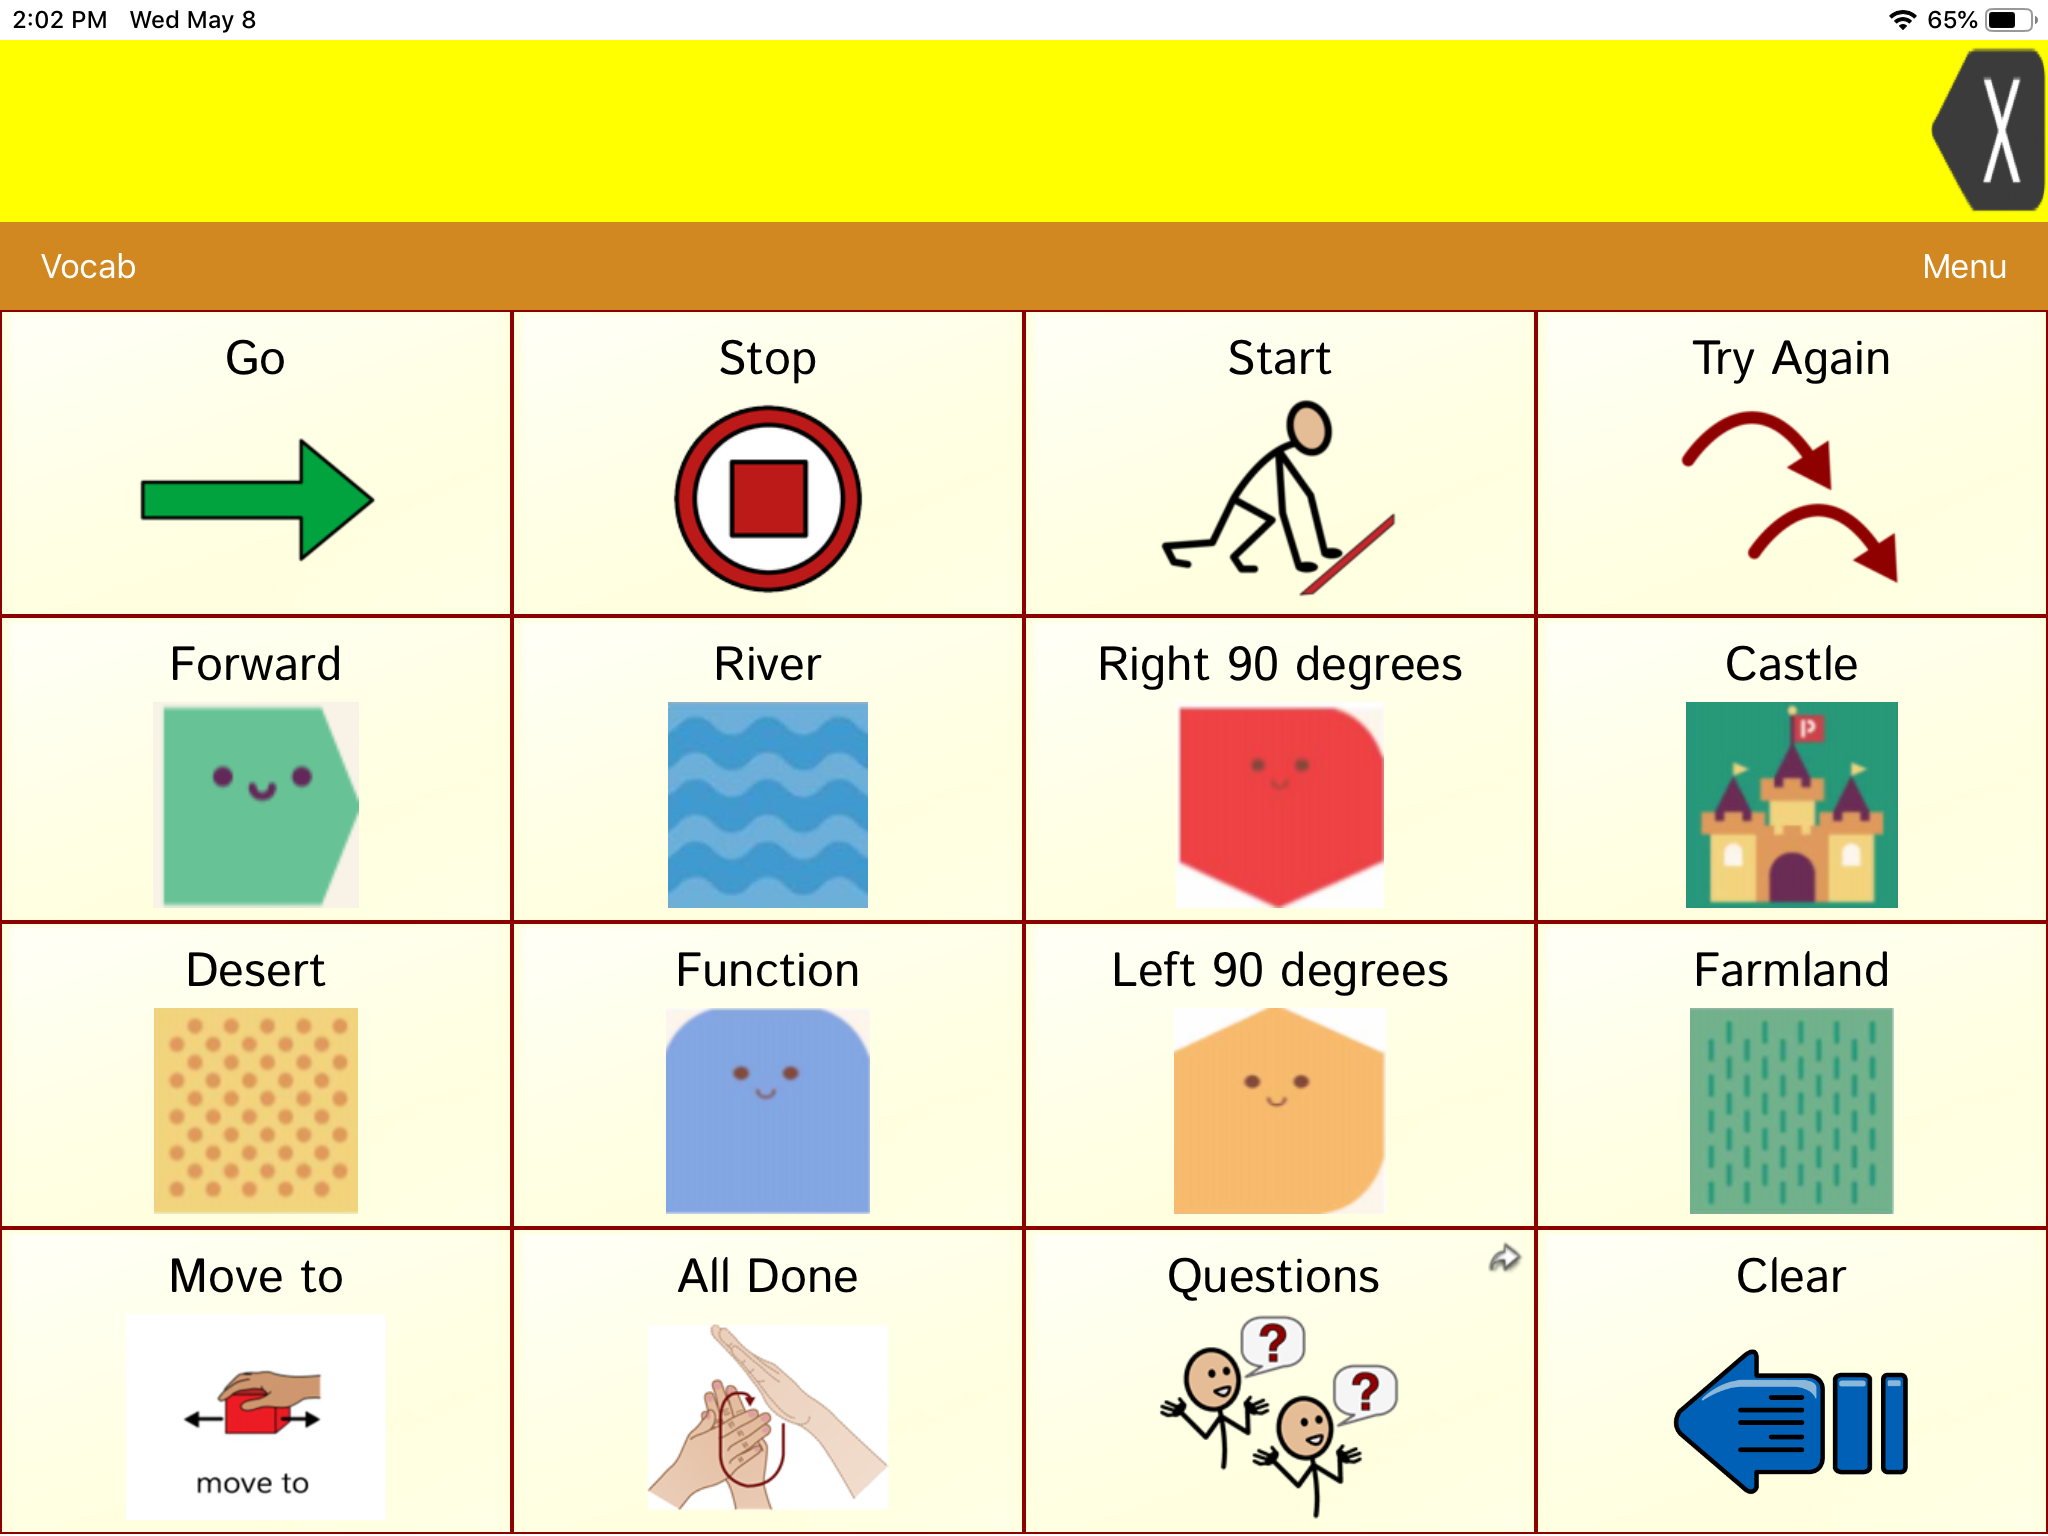 2:02 PM Wed May 8 65%
Vocab Menu
Go Stop Start Try Again
Forward River Right 90 degrees Castle
P
Desert Function Left 90 degrees Farmland
Move to All Done Questions Clear
? ?
move to